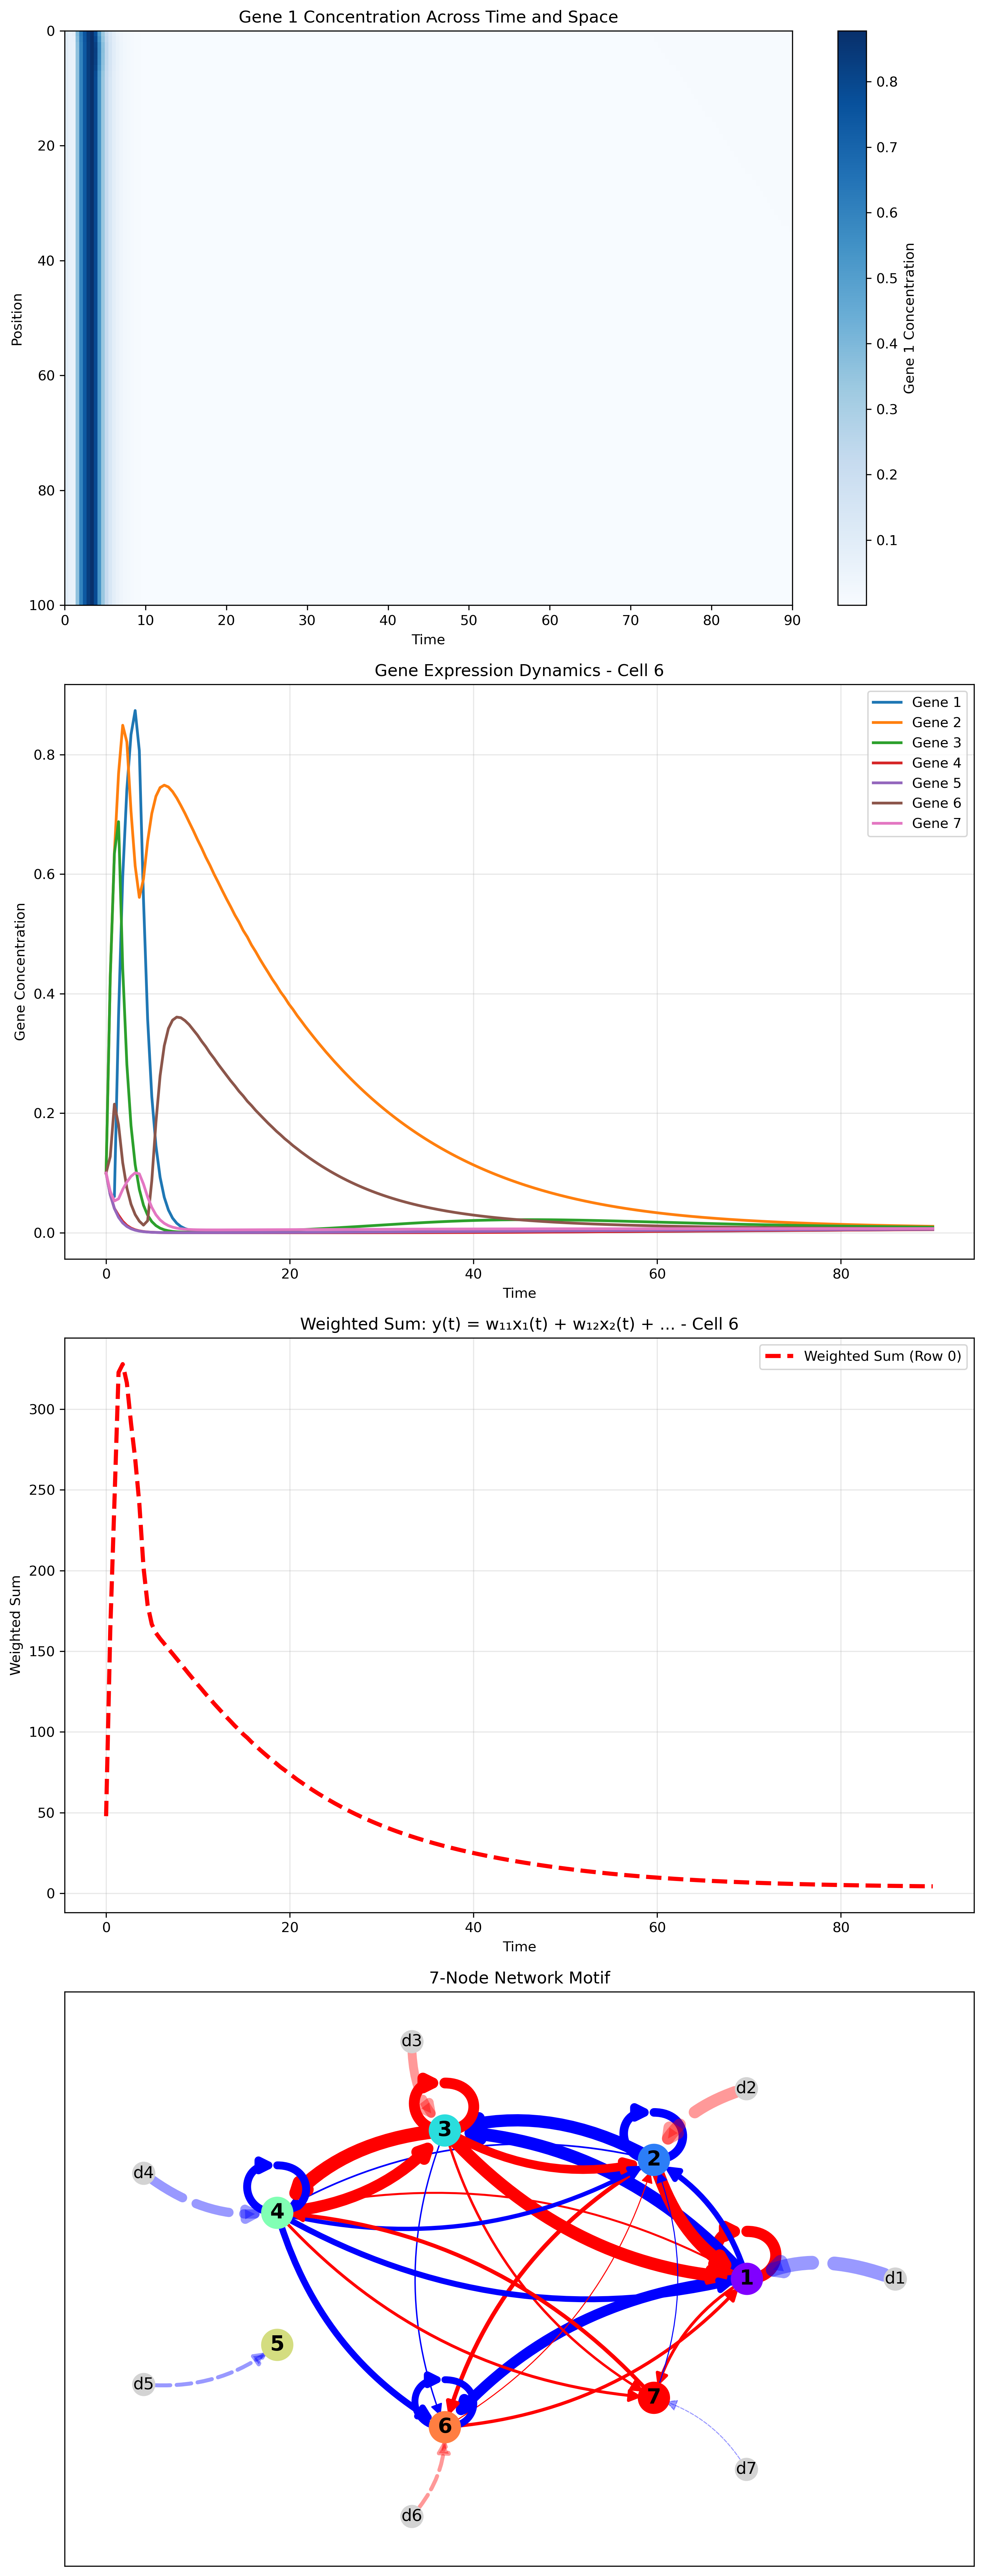 Gene 1 Concentration Across Time and Space
0
20
40
60
80
100
Position
0 10 20 30 40 50 60 70 80 90
Time
0.8
0.7
0.6
0.5
0.4
0.3
0.2
0.1
Gene 1 Concentration
Gene Expression Dynamics - Cell 6
Gene 1
Gene 2
Gene 3
Gene 4
Gene 5
Gene 6
Gene 7
0.8
0.6
0.4
0.2
0.0
Gene Concentration
0 20 40 60 80
Time
Weighted Sum: y(t) = w₁₁x₁(t) + w₁₂x₂(t) + ... - Cell 6
Weighted Sum (Row 0)
300
250
200
150
100
50
0
Weighted Sum
0 20 40 60 80
Time
7-Node Network Motif
d3
d2
3
2
d4
4
1
d1
5
d5
7
6
d7
d6